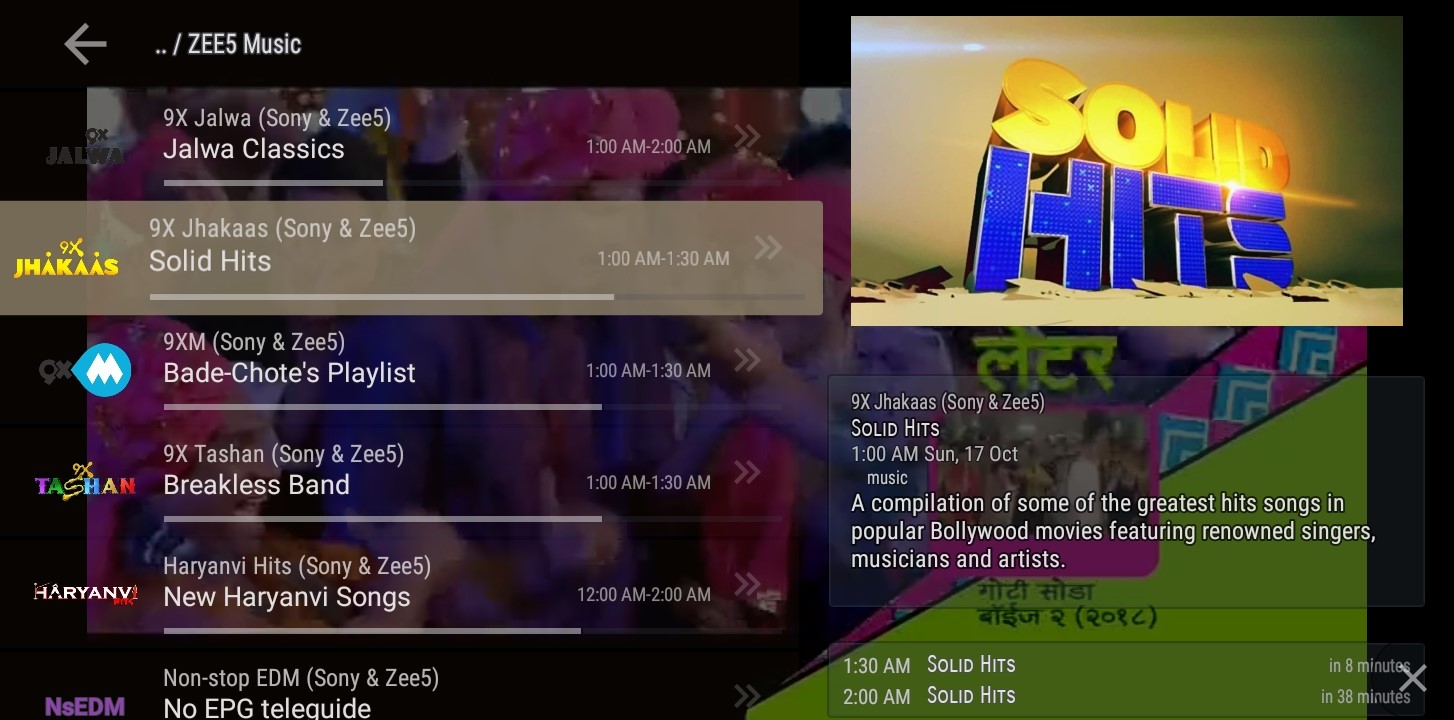 .. / ZEE5 Music
9X
JALWA
9X Jalwa (Sony & Zee5)
Jalwa Classics
1:00 AM-2:00 AM
9X
JHAKAAS
9X Jhakaas (Sony & Zee5)
Solid Hits
1:00 AM-1:30 AM
9X
9XM (Sony & Zee5)
Bade-Chote's Playlist
1:00 AM-1:30 AM
9X
TASHAN
9X Tashan (Sony & Zee5)
Breakless Band
1:00 AM-1:30 AM
HARYANVI
HITS
Haryanvi Hits (Sony & Zee5)
New Haryanvi Songs
12:00 AM-2:00 AM
NsEDM
Non-stop EDM (Sony & Zee5)
No EPG teleguide
SOLID
HITS
लेटर
9X Jhakaas (Sony & Zee5)
Solid Hits
1:00 AM Sun, 17 Oct
music
A compilation of some of the greatest hits songs in
popular Bollywood movies featuring renowned singers,
musicians and artists.
गोटी सोडा
बॉईज २ (२०१८)
1:30 AM Solid Hits in 8 minutes
2:00 AM Solid Hits in 38 minutes